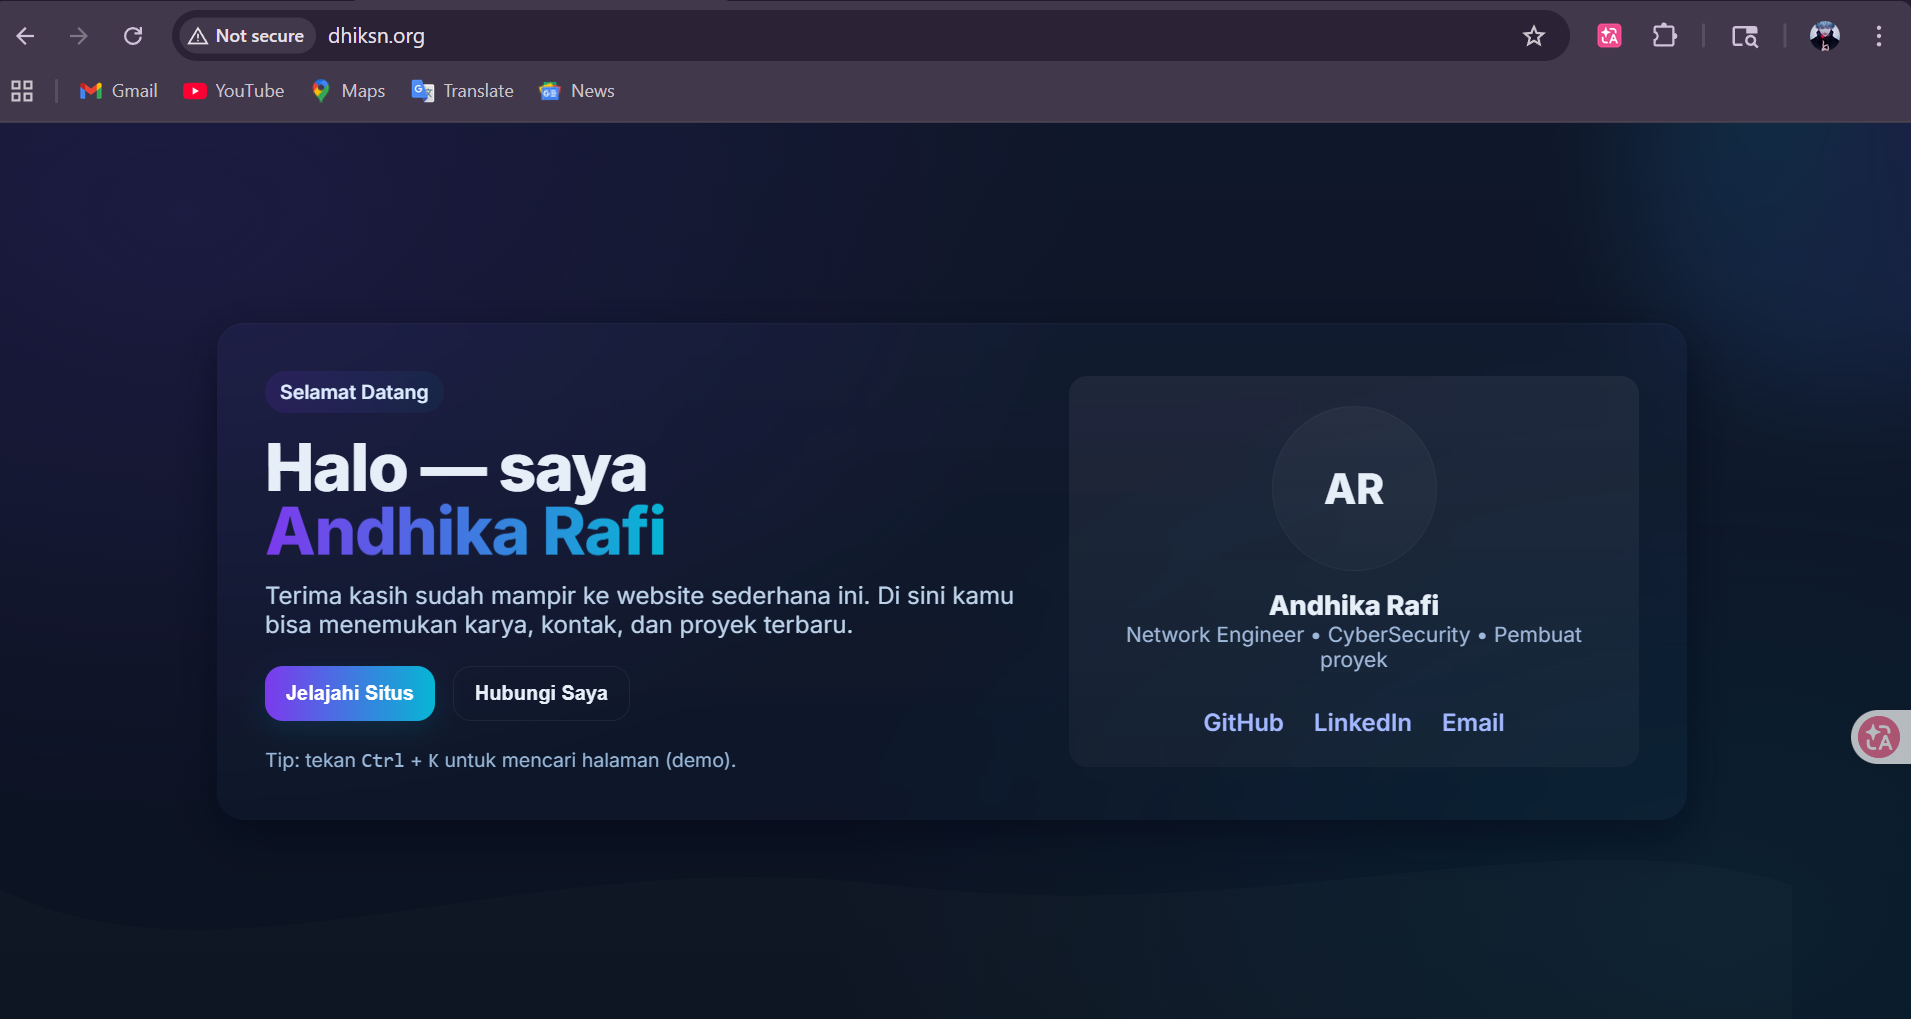 Not secure
dhiksn.org
Gmail
YouTube
Maps
Translate
News
Selamat Datang
Halo — saya
Andhika Rafi
Terima kasih sudah mampir ke website sederhana ini. Di sini kamu
bisa menemukan karya, kontak, dan proyek terbaru.
Jelajahi Situs
Hubungi Saya
Tip: tekan Ctrl + K untuk mencari halaman (demo).
AR
Andhika Rafi
Network Engineer • CyberSecurity • Pembuat
proyek
GitHub
LinkedIn
Email